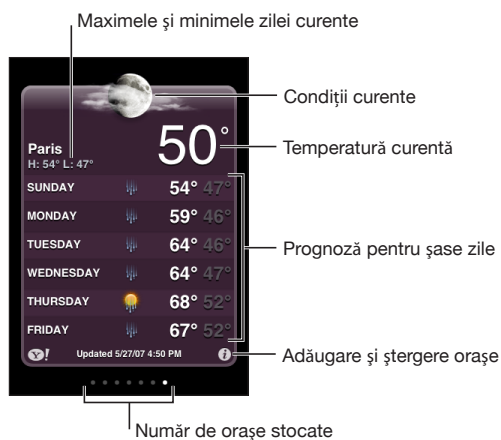 Maximele şi minimele zilei curente
Condiţii curente
50°
Temperatură curentă
Paris
H: 54° L: 47°
SUNDAY 54° 47°
MONDAY 59° 46°
TUESDAY 64° 46°
Prognoză pentru şase zile
WEDNESDAY 64° 47°
THURSDAY 68° 52°
FRIDAY 67° 52°
Y! Updated 5/27/07 4:50 PM i
Adăugare şi ştergere oraşe
Număr de oraşe stocate